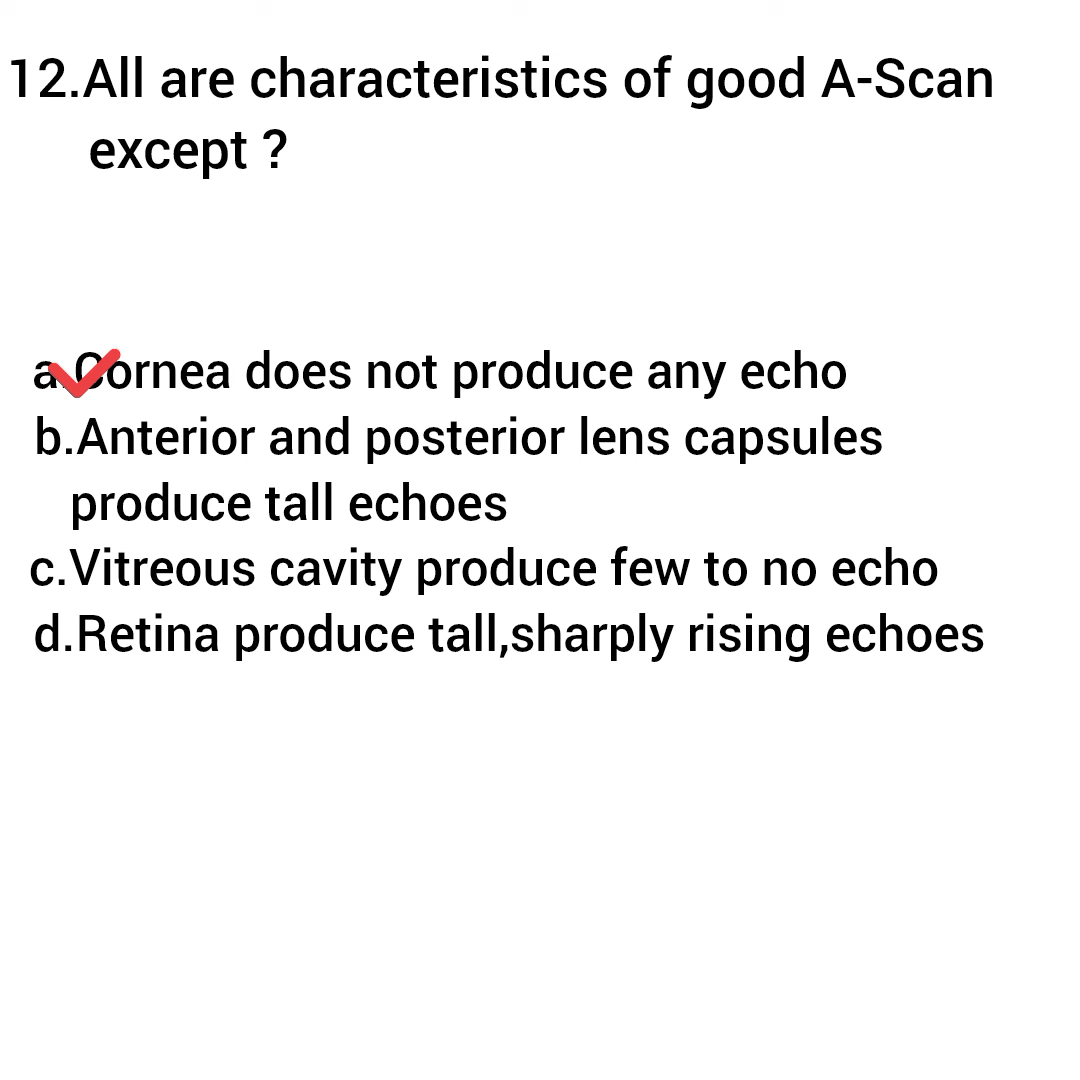 12.All are characteristics of good A-Scan
except ?
a.Cornea does not produce any echo
b.Anterior and posterior lens capsules
produce tall echoes
c.Vitreous cavity produce few to no echo
d.Retina produce tall,sharply rising echoes